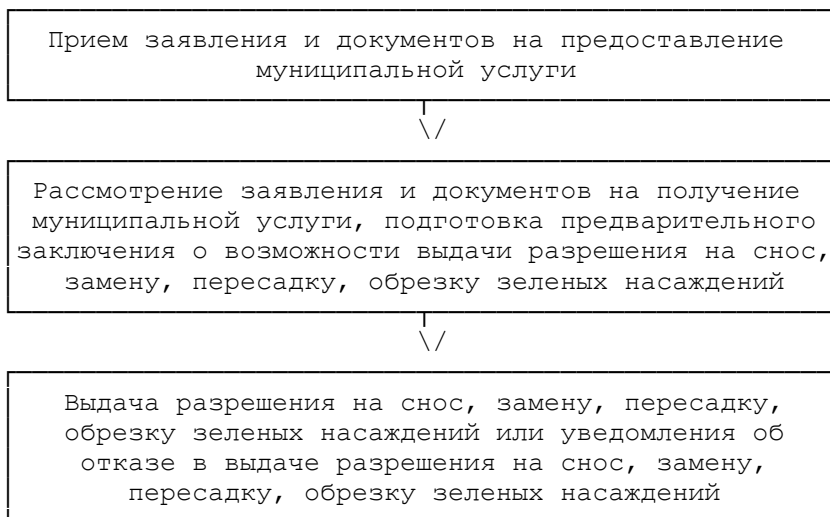 Прием заявления и документов на предоставление
муниципальной услуги
\/
Рассмотрение заявления и документов на получение
муниципальной услуги, подготовка предварительного
заключения о возможности выдачи разрешения на снос,
замену, пересадку, обрезку зеленых насаждений
\/
Выдача разрешения на снос, замену, пересадку,
обрезку зеленых насаждений или уведомления об
отказе в выдаче разрешения на снос, замену,
пересадку, обрезку зеленых насаждений